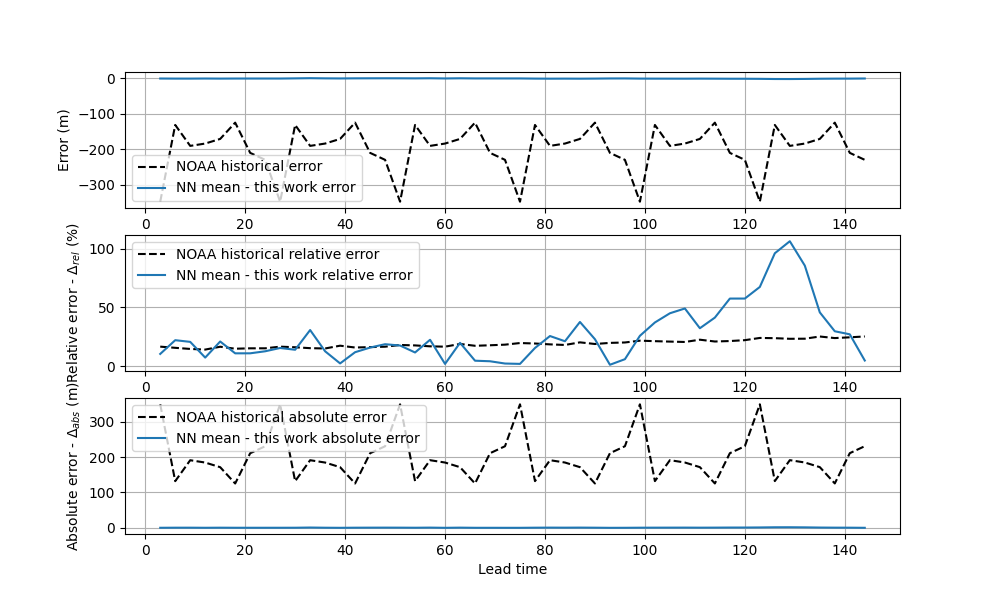 0
−100
−200
−300
Error (m)
NOAA historical error
NN mean - this work error
0 20 40 60 80 100 120 140
100
50
0
Relative error - Δrel (%)
NOAA historical relative error
NN mean - this work relative error
0 20 40 60 80 100 120 140
300
200
100
0
Absolute error - Δabs (m)
NOAA historical absolute error
NN mean - this work absolute error
0 20 40 60 80 100 120 140
Lead time